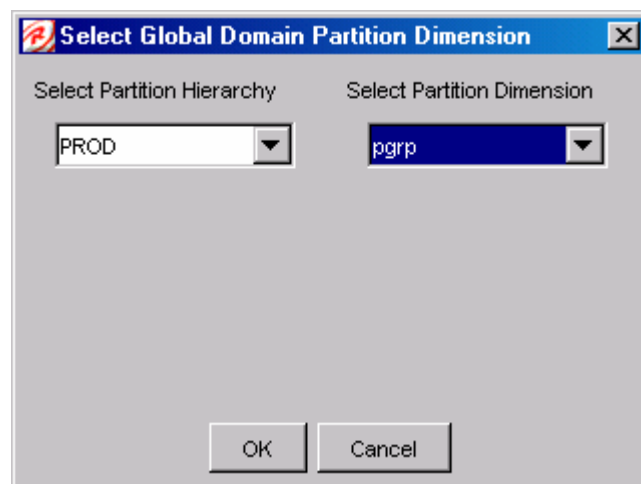 Select Global Domain Partition Dimension
Select Partition Hierarchy Select Partition Dimension
PROD pgrp
OK Cancel